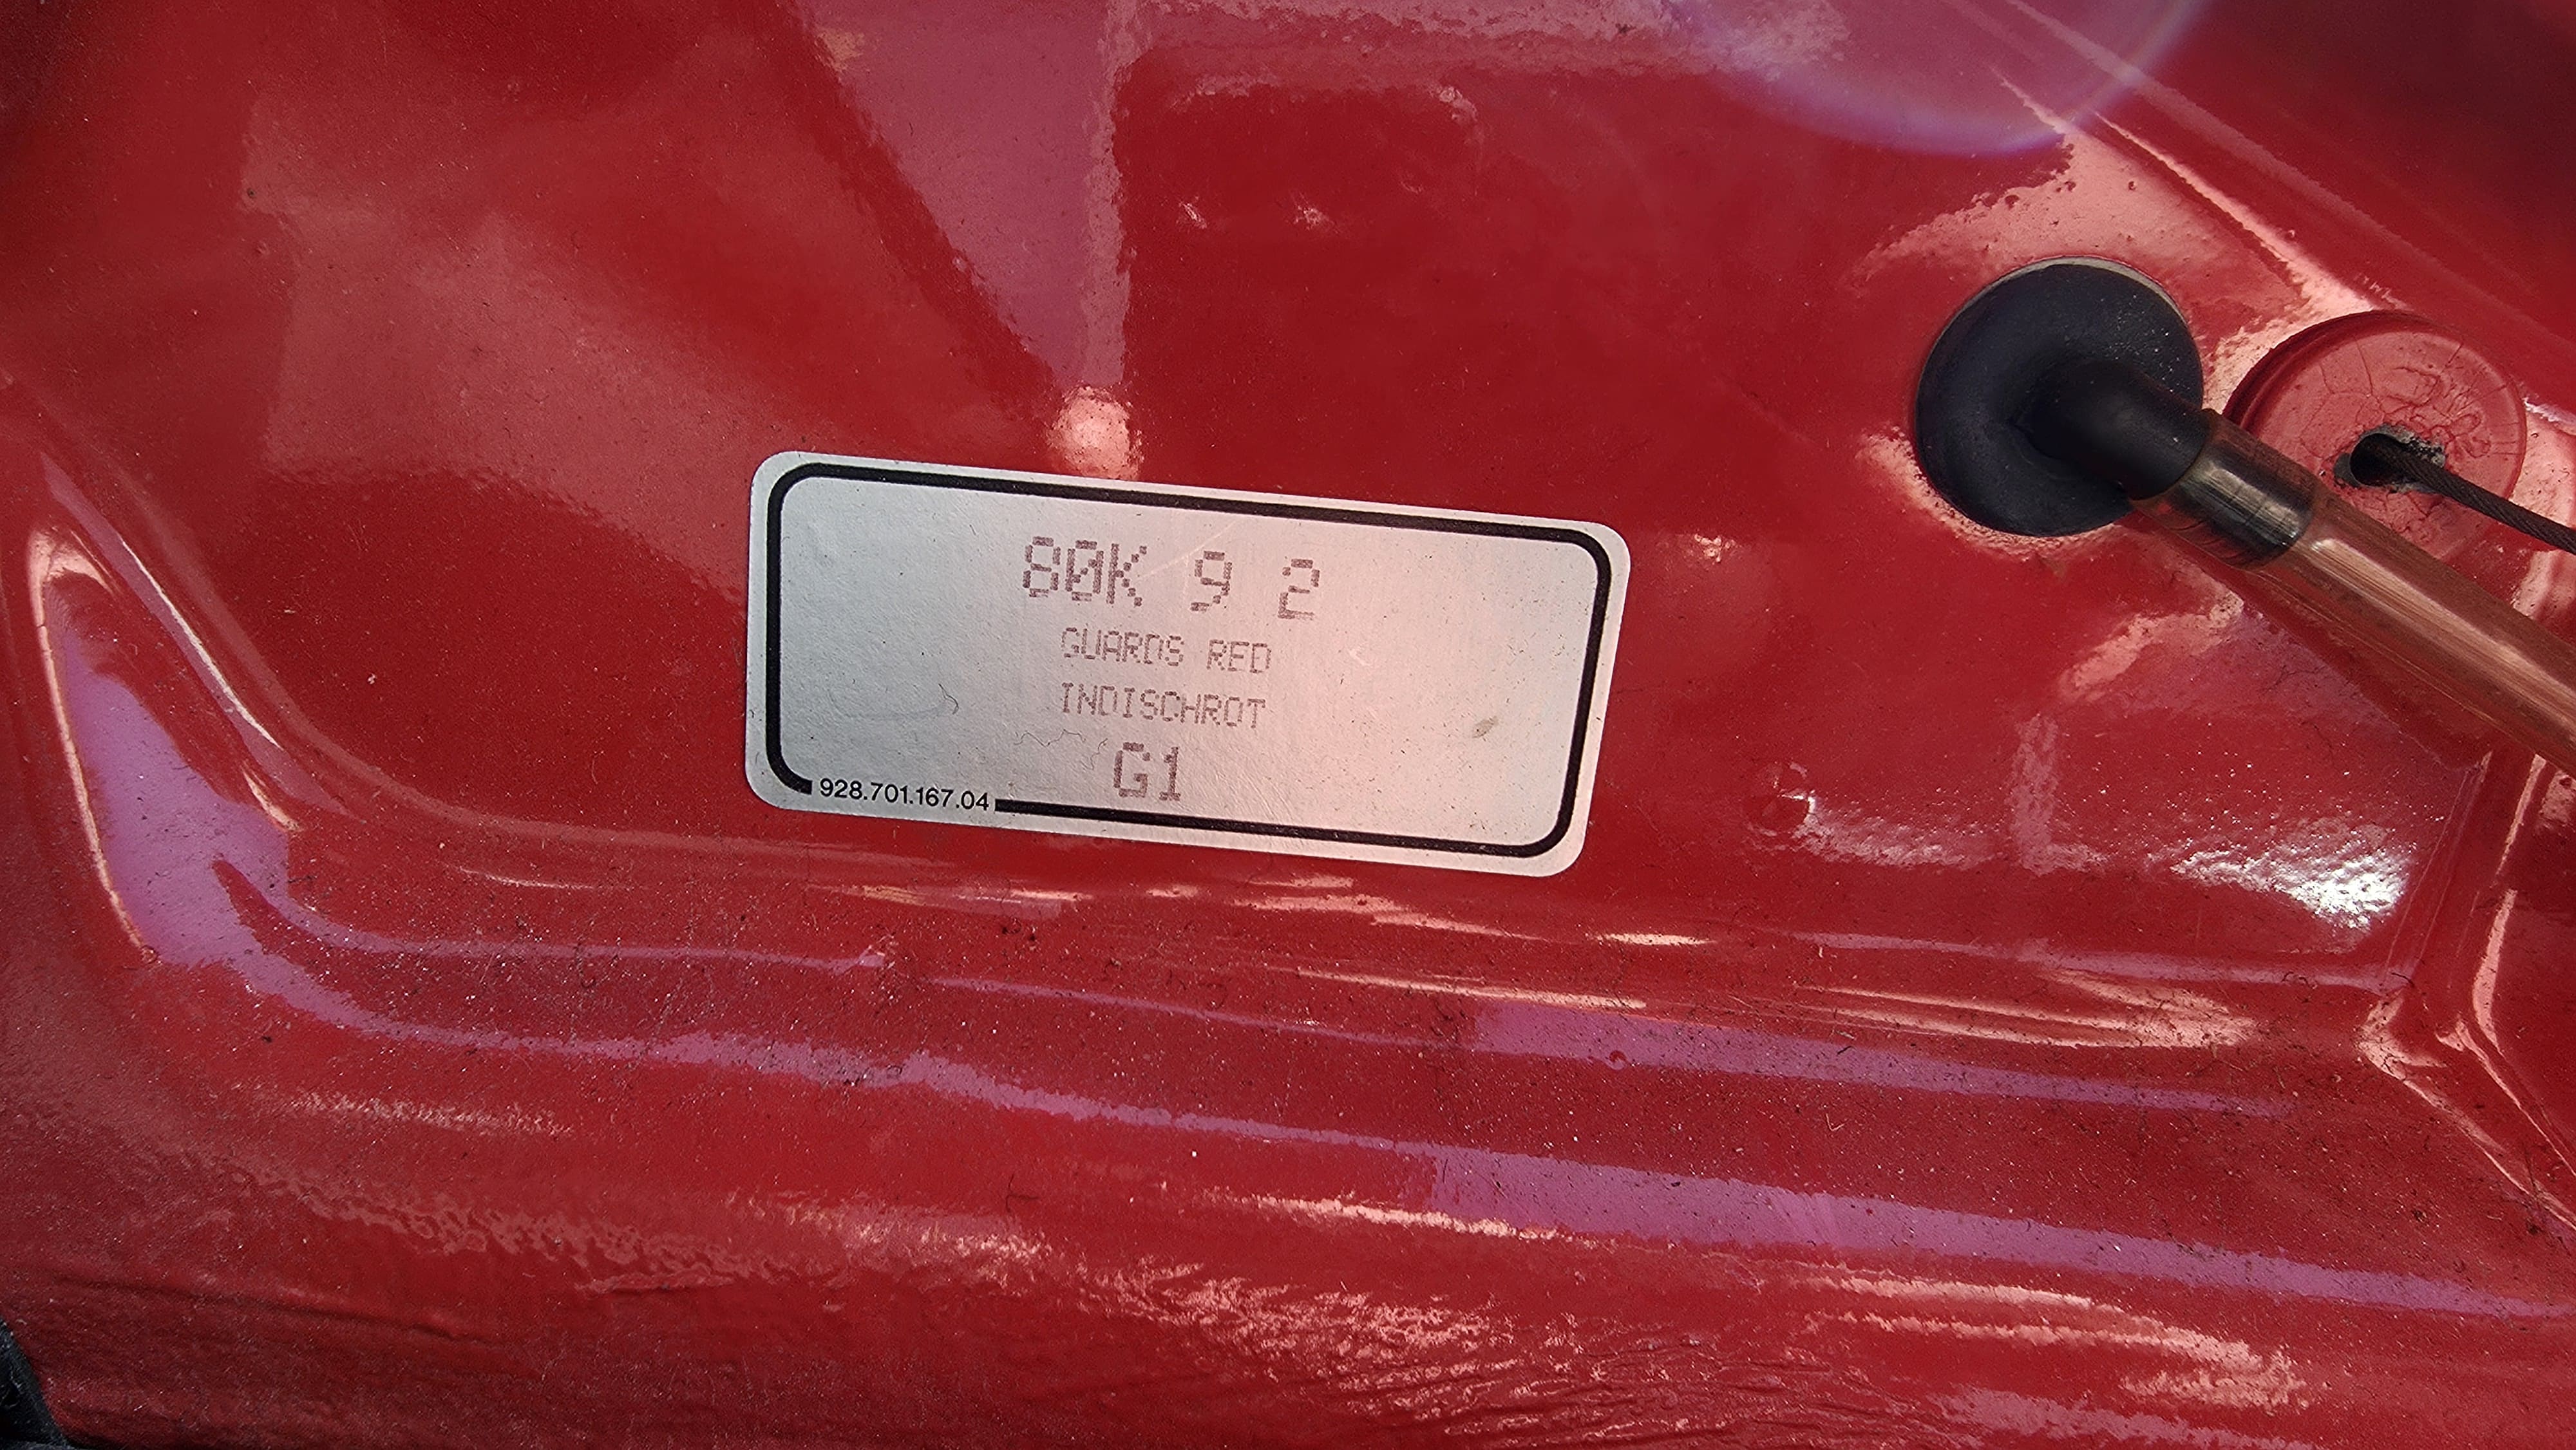 80K 9 2
GUARDS RED
INDISCHROT
G1
928.701.167.04